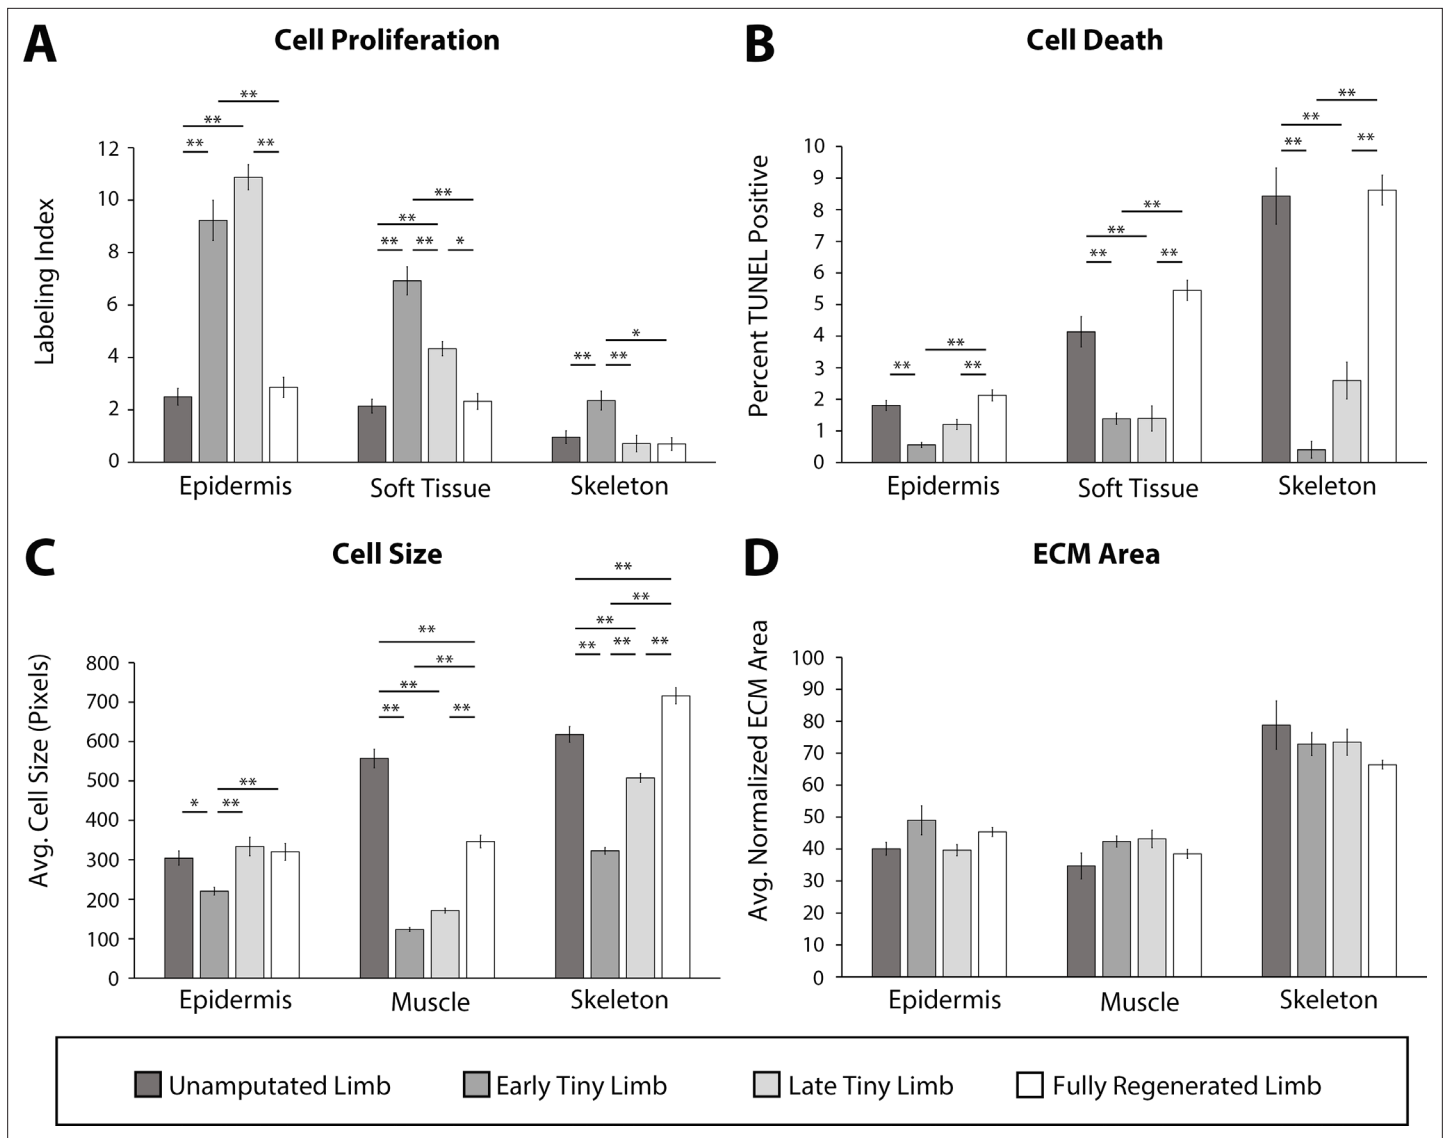 A
Cell Proliferation
**
**
** **
**
**
** ** *
*
** **
Labeling Index
12
10
8
6
4
2
0
Epidermis
Soft Tissue
Skeleton
B
Cell Death
**
**
** **
**
**
** **
**
** **
Percent TUNEL Positive
10
9
8
7
6
5
4
3
2
1
0
Epidermis
Soft Tissue
Skeleton
C
Cell Size
**
**
**
** ** **
**
**
**
** **
**
* **
Avg. Cell Size (Pixels)
800
700
600
500
400
300
200
100
0
Epidermis
Muscle
Skeleton
D
ECM Area
Avg. Normalized ECM Area
100
90
80
70
60
50
40
30
20
10
0
Epidermis
Muscle
Skeleton
Unamputated Limb
Early Tiny Limb
Late Tiny Limb
Fully Regenerated Limb